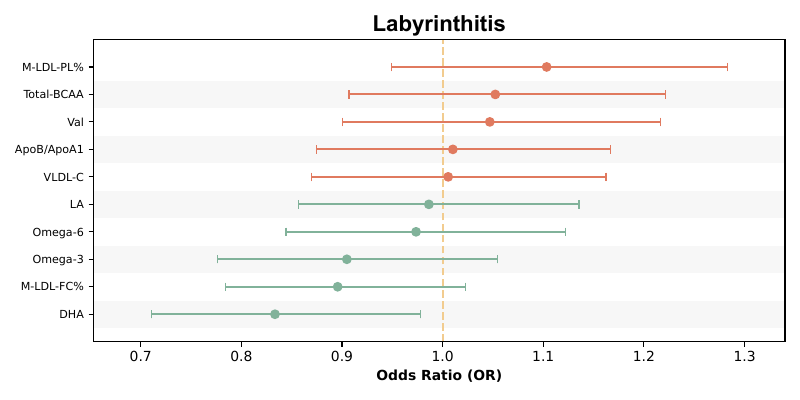 Labyrinthitis
M-LDL-PL%
Total-BCAA
Val
ApoB/ApoA1
VLDL-C
LA
Omega-6
Omega-3
M-LDL-FC%
DHA
0.7 0.8 0.9 1.0 1.1 1.2 1.3
Odds Ratio (OR)